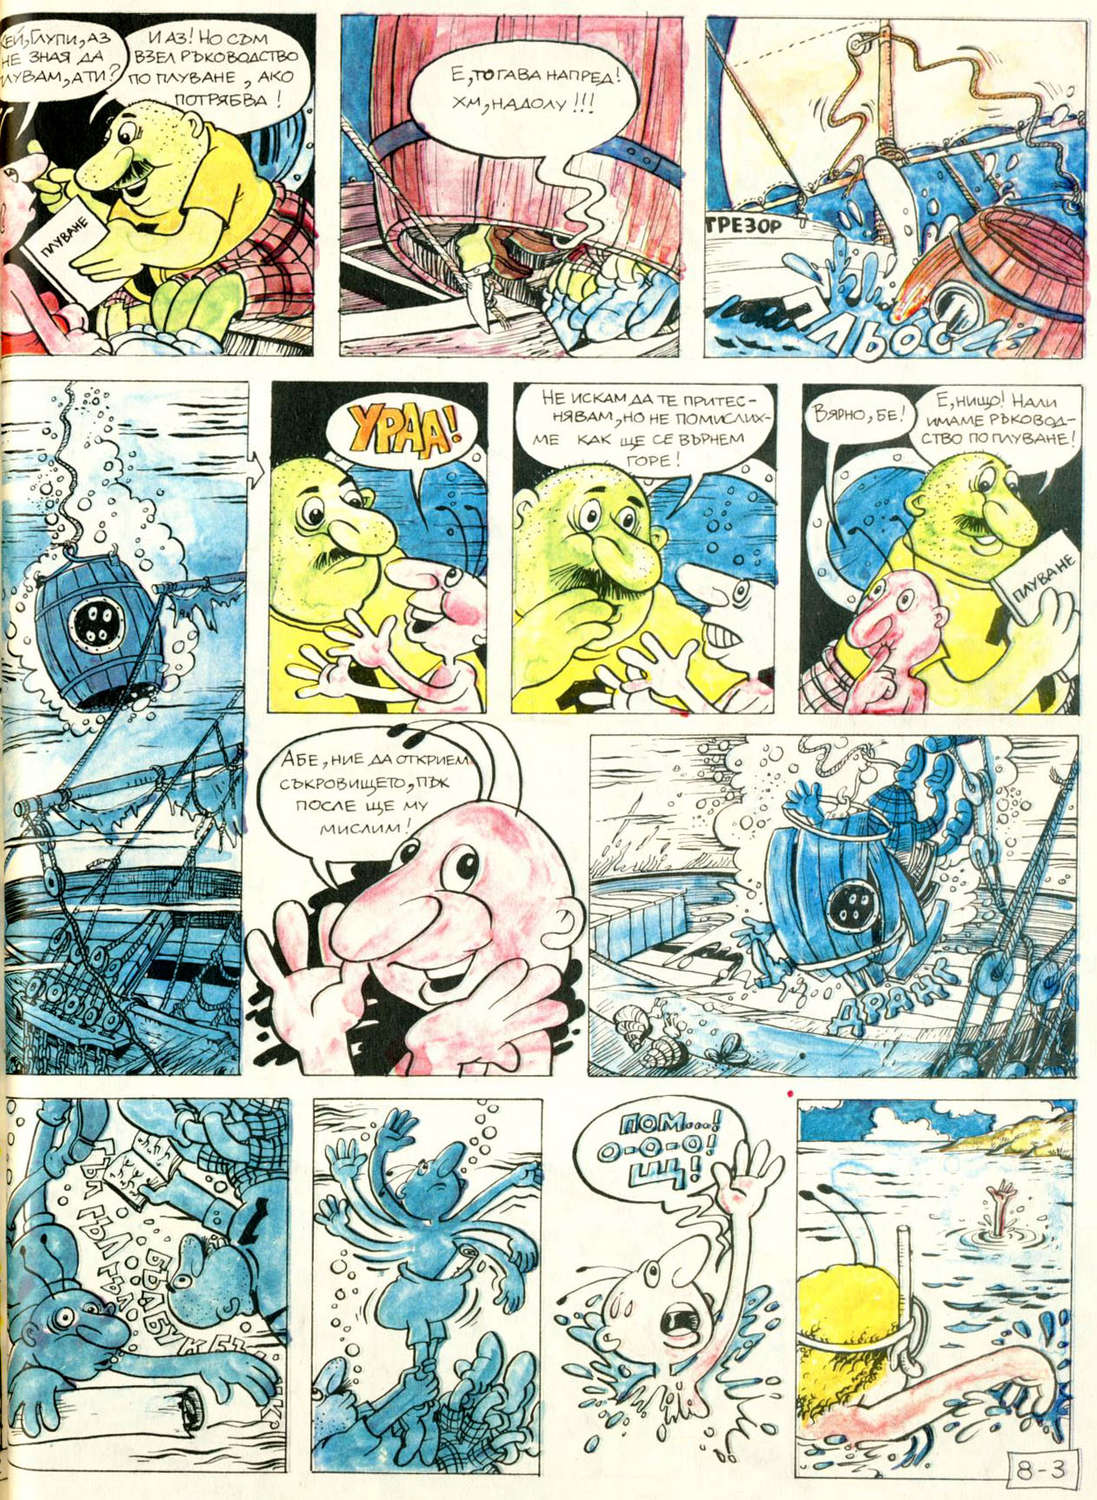 ХЕЙ, ГЛУПИ, АЗ
НЕ ЗНАЯ ДА
ПЛУВАМ, А ТИ?
И АЗ! НО СЪМ
ВЗЕЛ РЪКОВОДСТВО
ПО ПЛУВАНЕ, АКО
ПОТРЯБВА!
ПЛУВАНЕ
Е, ТОГАВА НАПРЕД!
ХМ, НАДОЛУ!!!
ТРЕЗОР
ЛЬОС
УРАА!
НЕ ИСКАМ ДА ТЕ ПРИТЕС-
НЯВАМ, НО НЕ ПОМИСЛИХ-
МЕ КАК ЩЕ СЕ ВЪРНЕМ
ГОРЕ!
ВЯРНО, БЕ!
Е, НИЩО! НАЛИ
ИМАМЕ РЪКОВОД-
СТВО ПО ПЛУВАНЕ!
ПЛУВАНЕ
АБЕ, НИЕ ДА ОТКРИЕМ
СЪКРОВИЩЕТО, ПЪК
ПОСЛЕ ЩЕ МУ
МИСЛИМ!
ДРАНГ
ПОМ...!
О-О-О!
Щ!
8-3